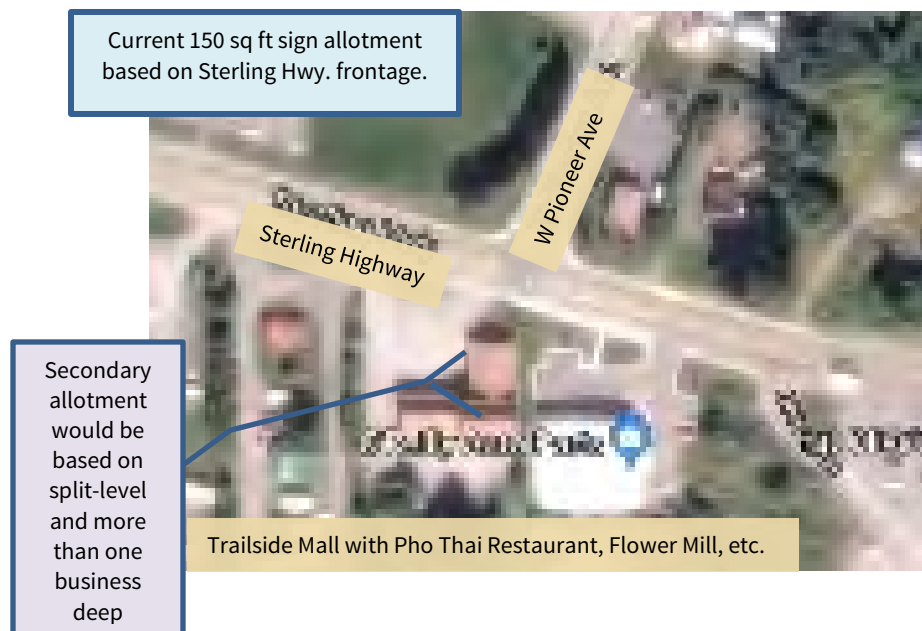 Current 150 sq ft sign allotment
based on Sterling Hwy. frontage.
W Pioneer Ave
Sterling Highway
Secondary
allotment
would be
based on
split-level
and more
than one
business
deep
Trailside Mall with Pho Thai Restaurant, Flower Mill, etc.